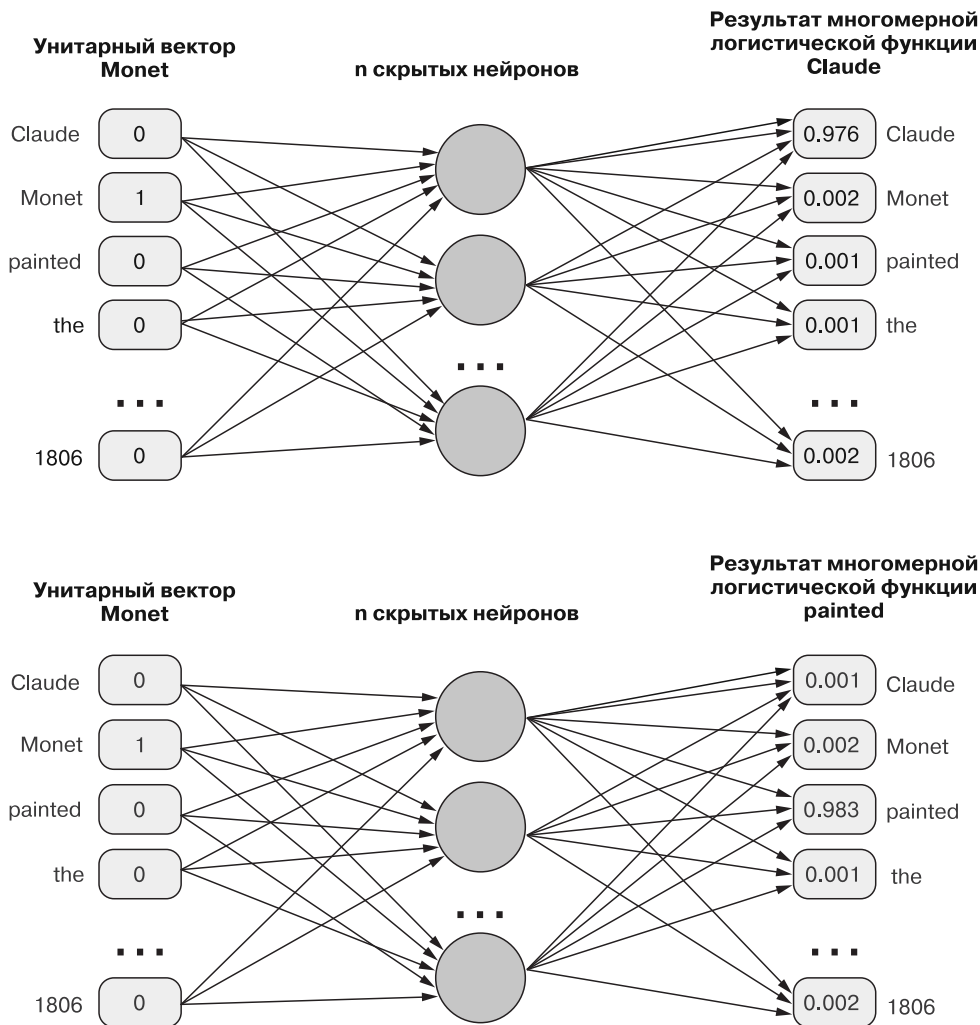 Унитарный вектор
Monet
n скрытых нейронов
Результат многомерной
логистической функции
Claude
Claude
0
0.976
Claude
Monet
1
0.002
Monet
painted
0
0.001
painted
the
0
0.001
the
...
...
...
1806
0
0.002
1806
Унитарный вектор
Monet
n скрытых нейронов
Результат многомерной
логистической функции
painted
Claude
0
0.001
Claude
Monet
1
0.002
Monet
painted
0
0.983
painted
the
0
0.001
the
...
...
...
1806
0
0.002
1806